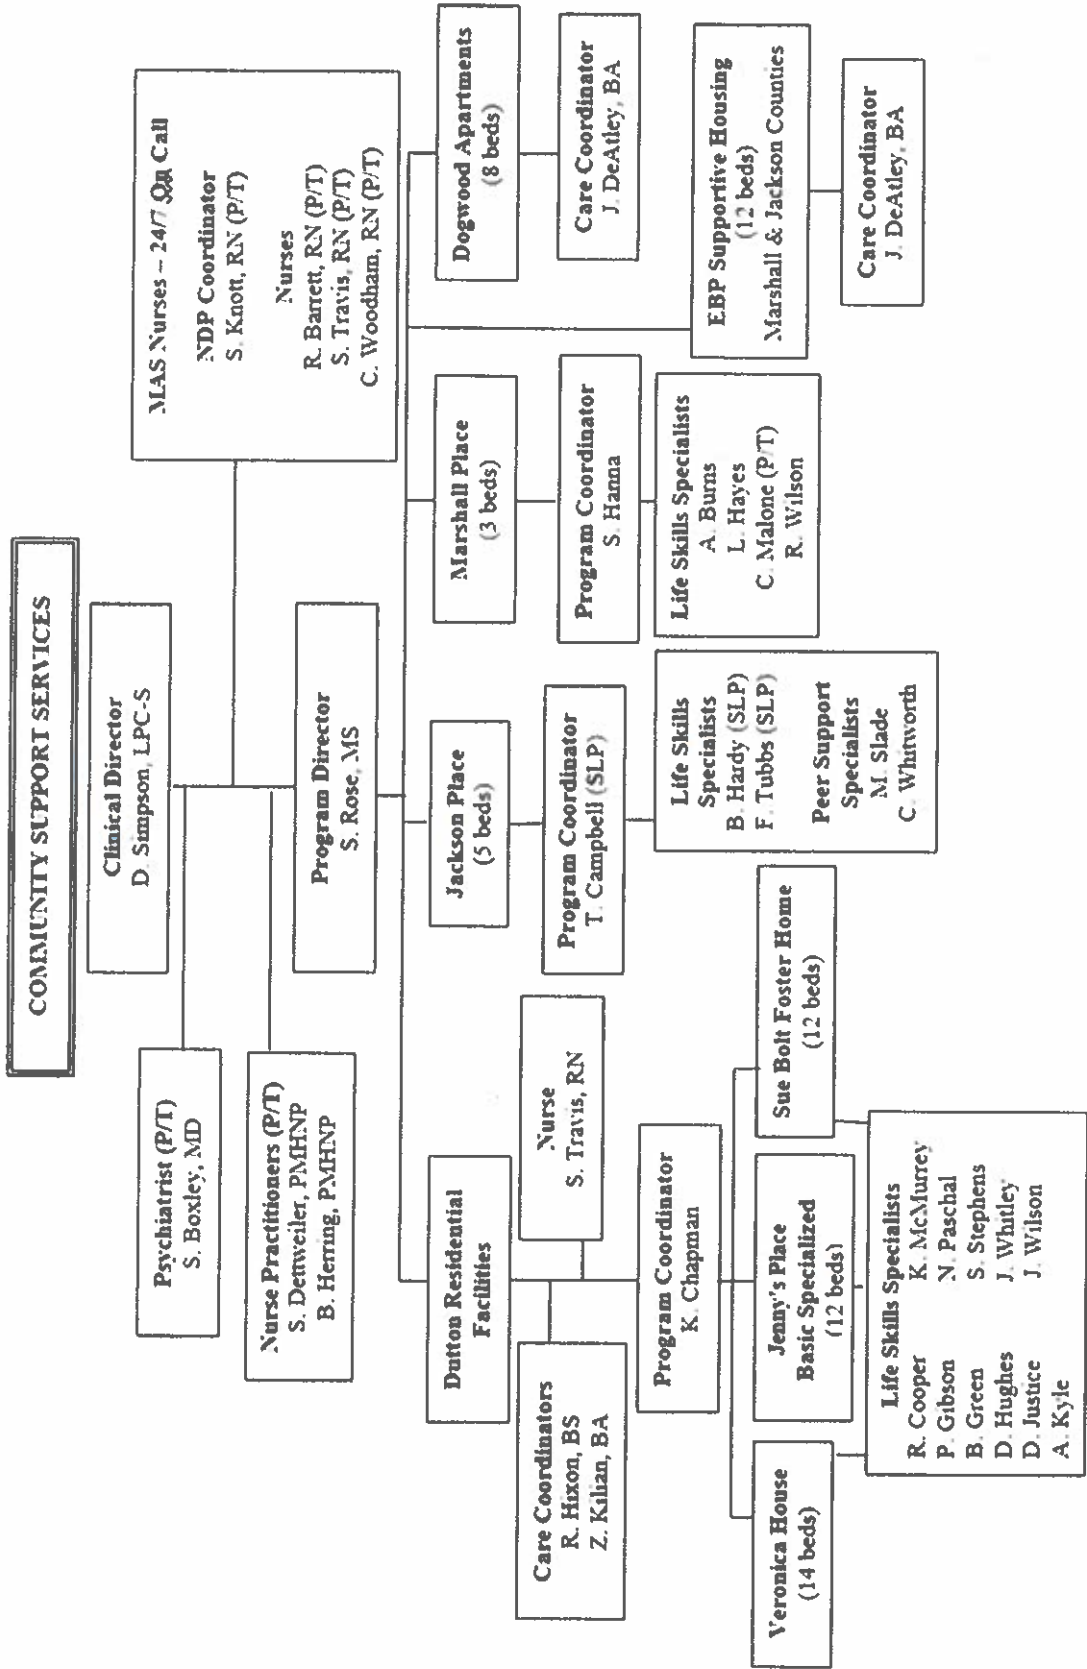 COMMUNITY SUPPORT SERVICES
Clinical Director
D. Simpson, LPC-S
Psychiatrist (P/T)
S. Boxley, MD
Nurse Practitioners (P/T)
S. Dettweiler, PMHNP
B. Herring, PMHNP
MAS Nurses – 24/7 On Call
NDP Coordinator
S. Knott, RN (P/T)
Nurses
R. Barrett, RN (P/T)
S. Travis, RN (P/T)
C. Woodham, RN (P/T)
Program Director
S. Rose, MS
Dutton Residential
Facilities
Care Coordinators
R. Hixon, BS
Z. Kilian, BA
Nurse
S. Travis, RN
Program Coordinator
K. Chapman
Veronica House
(14 beds)
Jenny's Place
Basic Specialized
(12 beds)
Sue Bolt Foster Home
(12 beds)
Life Skills Specialists
R. Cooper K. McMurrey
P. Gibson N. Paschal
B. Green S. Stephens
D. Hughes J. Whitley
D. Justice J. Wilson
A. Kyle
Jackson Place
(5 beds)
Program Coordinator
T. Campbell (SLP)
Life Skills
Specialists
B. Hardy (SLP)
F. Tubbs (SLP)
Peer Support
Specialists
M. Slade
C. Whitworth
Marshall Place
(3 beds)
Program Coordinator
S. Hanna
Life Skills Specialists
A. Burns
L. Hayes
C. Malone (P/T)
R. Wilson
Dogwood Apartments
(8 beds)
Care Coordinator
J. DeAtley, BA
EBP Supportive Housing
(12 beds)
Marshall & Jackson Counties
Care Coordinator
J. DeAtley, BA